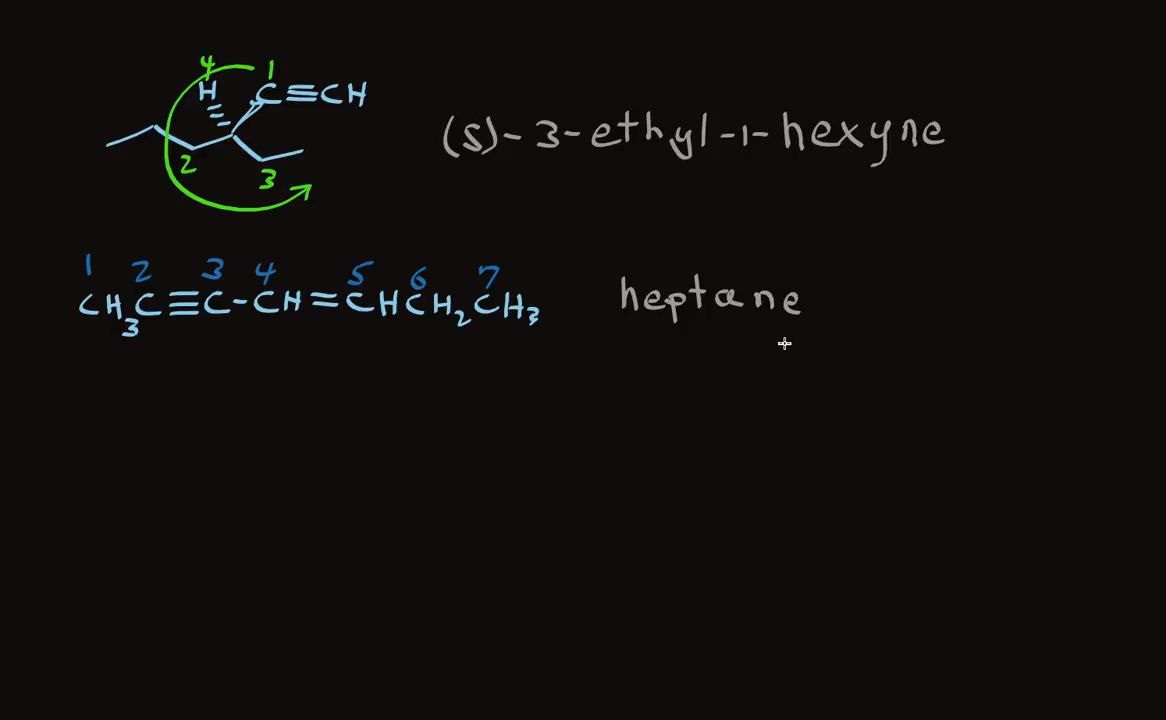 4 1
H C≡CH
2 3
(S)-3-ethyl-1-hexyne
1 2 3 4 5 6 7
CH₃C≡C-CH=CHCH₂CH₃ heptane